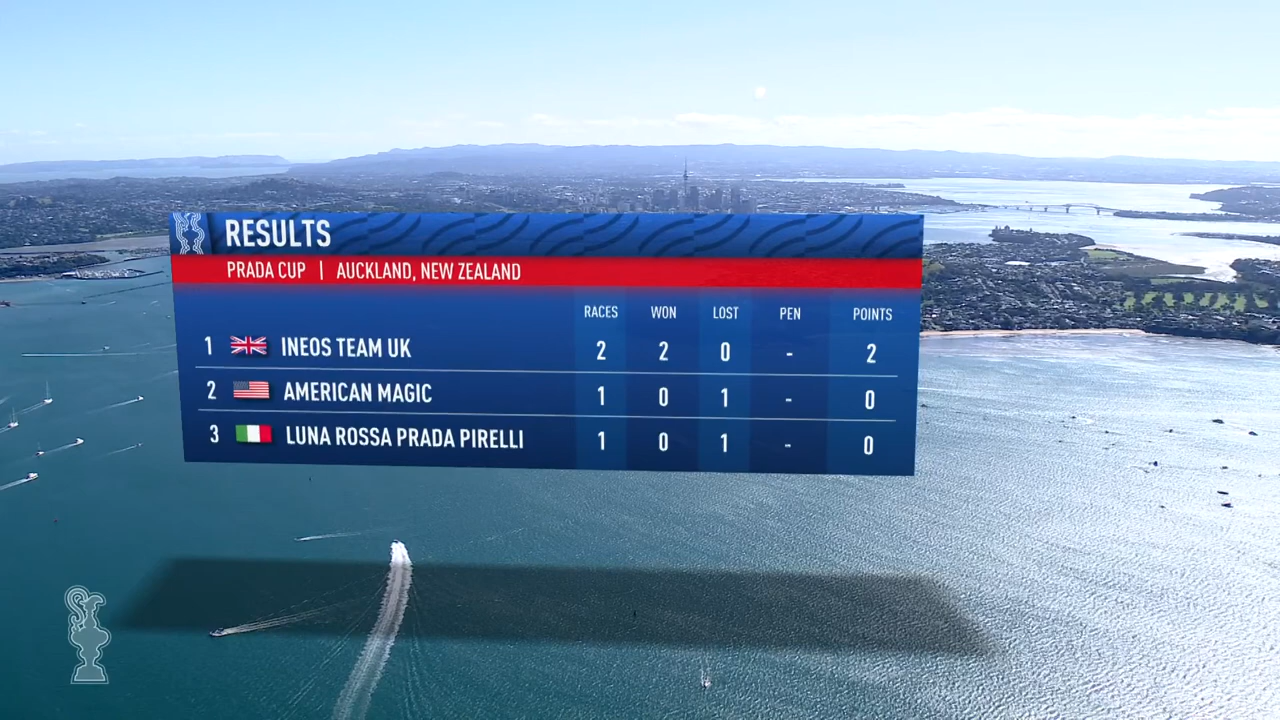 RESULTS
PRADA CUP | AUCKLAND, NEW ZEALAND
RACES WON LOST PEN POINTS
1 INEOS TEAM UK 2 2 0 - 2
2 AMERICAN MAGIC 1 0 1 - 0
3 LUNA ROSSA PRADA PIRELLI 1 0 1 - 0